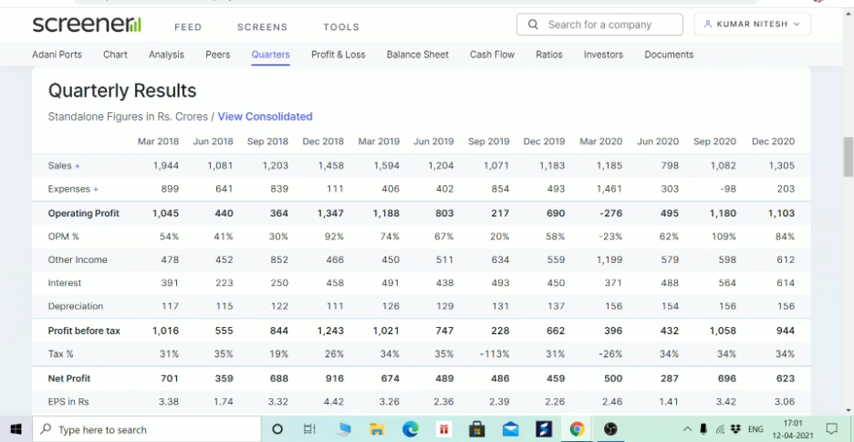 screener
FEED SCREENS TOOLS
Search for a company
KUMAR NITESH
Adani Ports Chart Analysis Peers Quarters Profit & Loss Balance Sheet Cash Flow Ratios Investors Documents
Quarterly Results
Standalone Figures in Rs. Crores / View Consolidated
Mar 2018 Jun 2018 Sep 2018 Dec 2018 Mar 2019 Jun 2019 Sep 2019 Dec 2019 Mar 2020 Jun 2020 Sep 2020 Dec 2020
Sales + 1,944 1,081 1,203 1,458 1,594 1,204 1,071 1,183 1,185 798 1,082 1,305
Expenses + 899 641 839 111 406 402 854 493 1,461 303 -98 203
Operating Profit 1,045 440 364 1,347 1,188 803 217 690 -276 495 1,180 1,103
OPM % 54% 41% 30% 92% 74% 67% 20% 58% -23% 62% 109% 84%
Other Income 478 452 852 466 450 511 634 559 1,199 579 598 612
Interest 391 223 250 458 491 438 493 450 371 488 564 614
Depreciation 117 115 122 111 126 129 131 137 156 154 156 156
Profit before tax 1,016 555 844 1,243 1,021 747 228 662 396 432 1,058 944
Tax % 31% 35% 19% 26% 34% 35% -113% 31% -26% 34% 34% 34%
Net Profit 701 359 688 916 674 489 486 459 500 287 696 623
EPS in Rs 3.38 1.74 3.32 4.42 3.26 2.36 2.39 2.26 2.46 1.41 3.42 3.06
Type here to search
ENG
17:01
12-04-2021